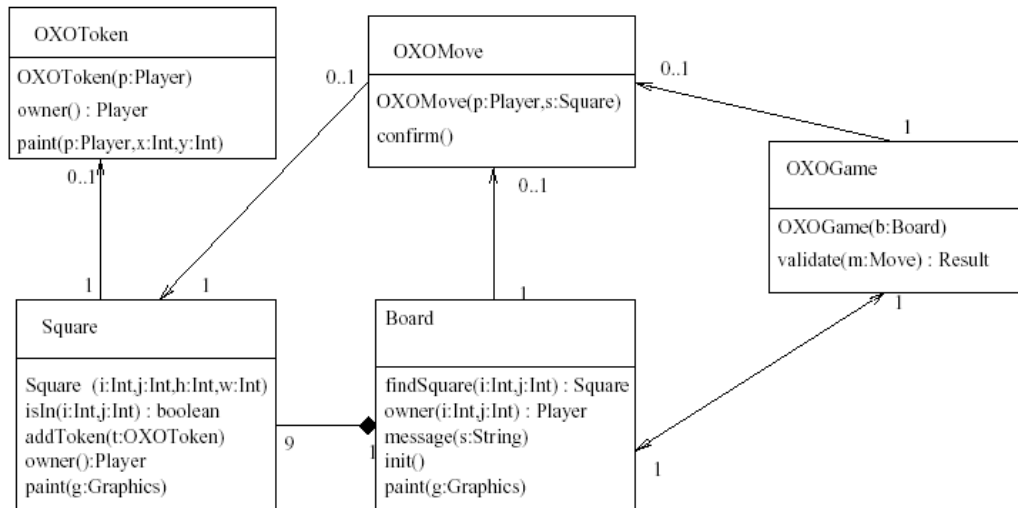 OXOToken
OXOToken(p:Player)
owner() : Player
paint(p:Player,x:Int,y:Int)
0..1
1
OXOMove
OXOMove(p:Player,s:Square)
confirm()
0..1
1
0..1
1
0..1
1
OXOGame
OXOGame(b:Board)
validate(m:Move) : Result
1
1
Square
Square (i:Int,j:Int,h:Int,w:Int)
isIn(i:Int,j:Int) : boolean
addToken(t:OXOToken)
owner():Player
paint(g:Graphics)
9
1
Board
findSquare(i:Int,j:Int) : Square
owner(i:Int,j:Int) : Player
message(s:String)
init()
paint(g:Graphics)